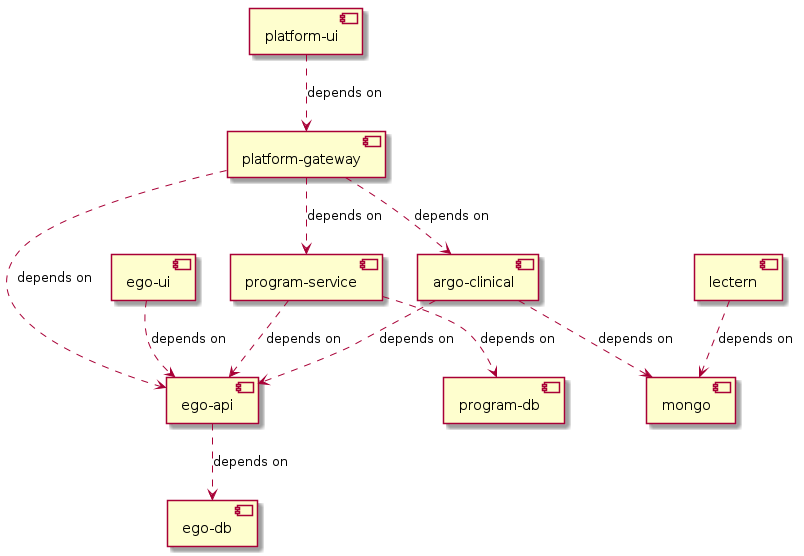 platform-ui
depends on
platform-gateway
depends on
depends on
depends on
ego-ui
program-service
argo-clinical
lectern
depends on
depends on
depends on
depends on
depends on
depends on
ego-api
program-db
mongo
depends on
ego-db